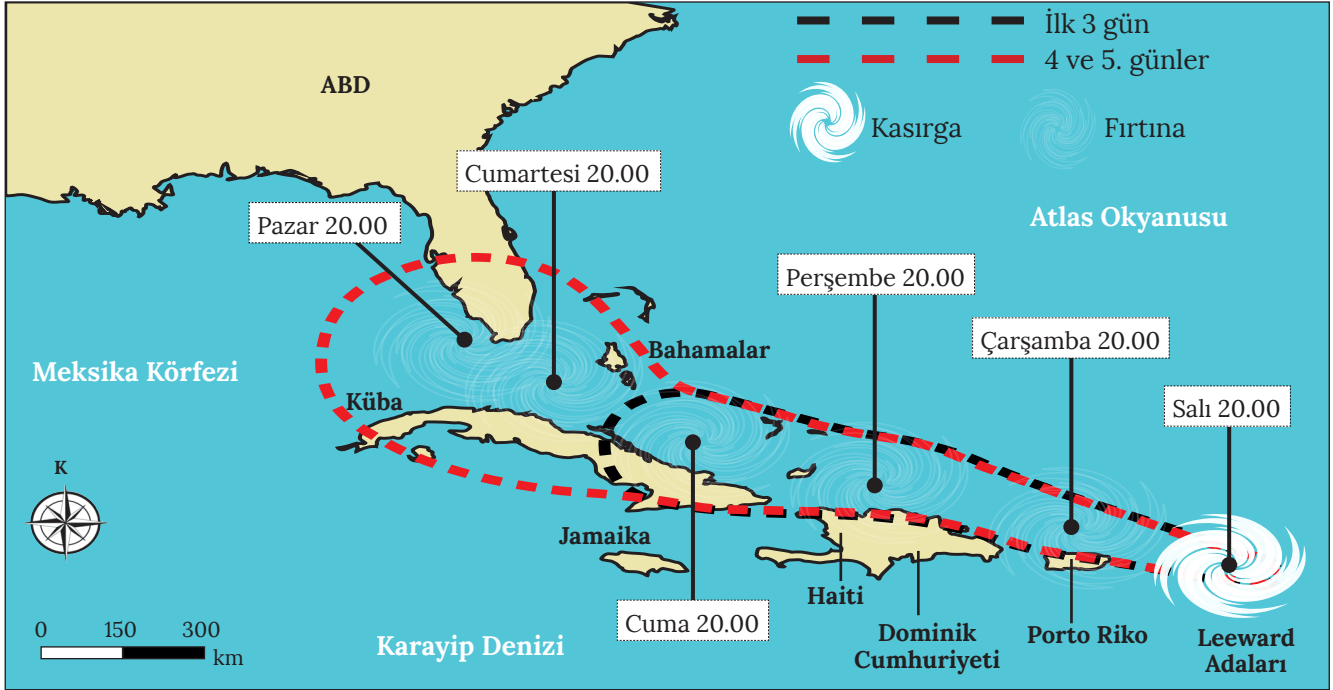 İlk 3 gün
4 ve 5. günler
Kasırga
Fırtına
ABD
Cumartesi 20.00
Pazar 20.00
Atlas Okyanusu
Perşembe 20.00
Çarşamba 20.00
Bahamalar
Meksika Körfezi
Küba
Salı 20.00
K
Jamaika
Haiti
Cuma 20.00
Dominik
Cumhuriyeti
Porto Riko
Leeward
Adaları
Karayip Denizi
0 150 300
km